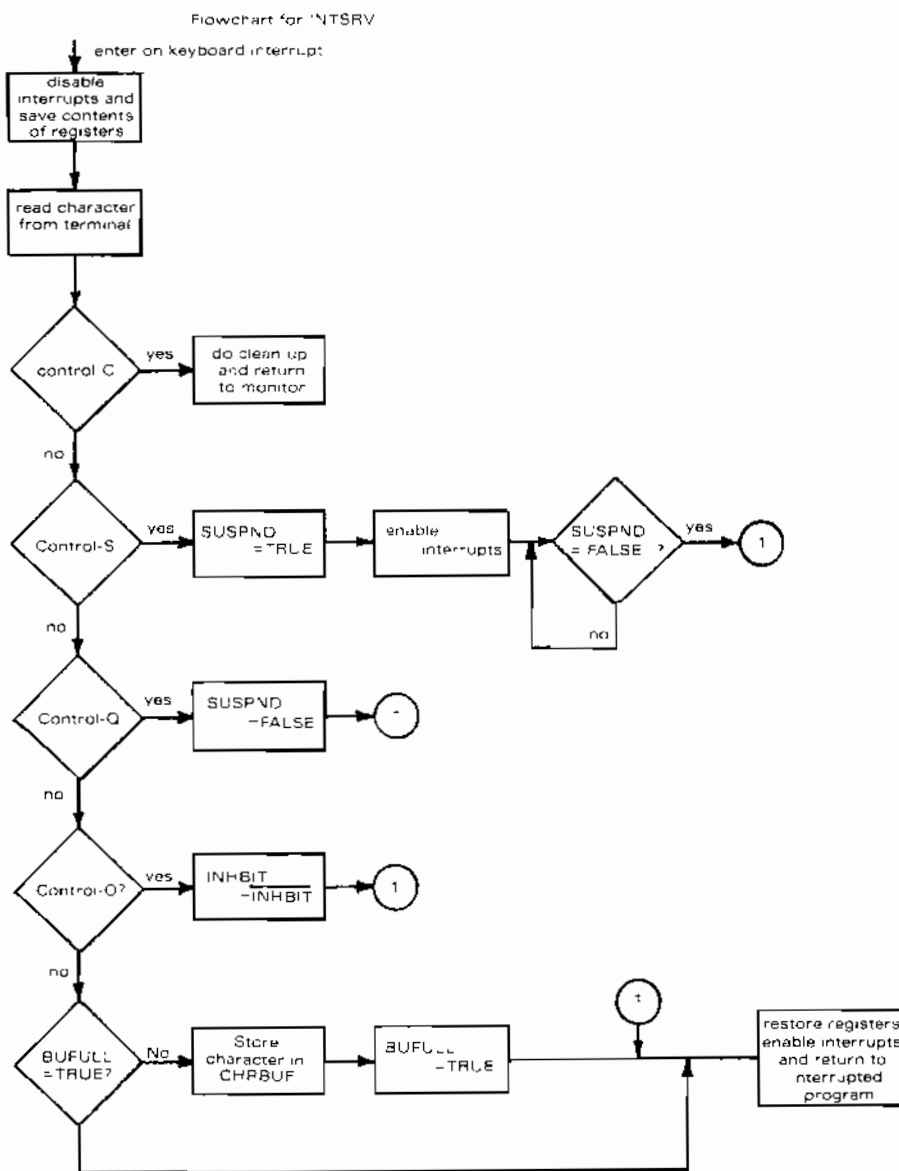 Flowchart for INTSRV
enter on keyboard interrupt
disable
interrupts and
save contents
of registers
read character
from terminal
control C
yes
do clean up
and return
to monitor
no
Control-S
yes
SUSPND
=TRUE
enable
interrupts
SUSPND
= FALSE ?
yes
1
no
no
Control-Q
yes
SUSPND
=FALSE
1
no
Control-O?
yes
INHBIT
=INHBIT
1
no
BUFULL
=TRUE?
No
Store
character in
CHRBUF
BUFULL
=TRUE
1
restore registers
enable interrupts
and return to
interrupted
program